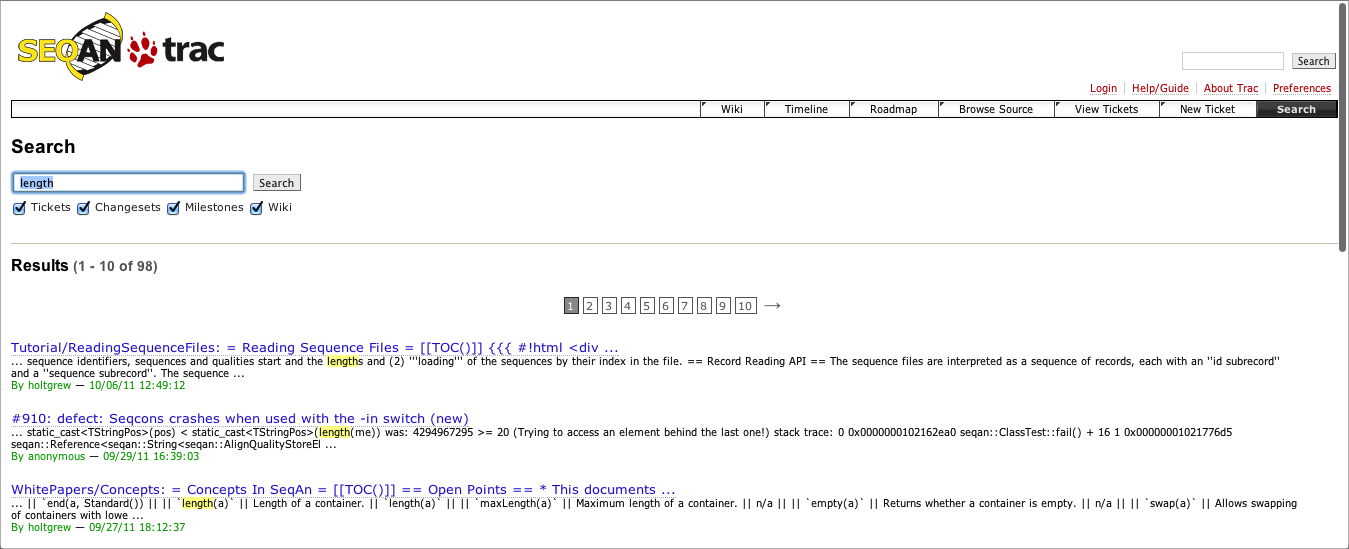 SEQAN trac
Search
Login Help/Guide About Trac Preferences
Wiki Timeline Roadmap Browse Source View Tickets New Ticket Search
Search
length Search
Tickets Changesets Milestones Wiki
Results (1 - 10 of 98)
1 2 3 4 5 6 7 8 9 10 →
Tutorial/ReadingSequenceFiles: = Reading Sequence Files = [[TOC()]] {{{ #!html <div ...
... sequence identifiers, sequences and qualities start and the lengths and (2) '''loading''' of the sequences by their index in the file. == Record Reading API == The sequence files are interpreted as a sequence of records, each with an ''id subrecord''
and a ''sequence subrecord''. The sequence ...
By holtgrew — 10/06/11 12:49:12
#910: defect: Seqcons crashes when used with the -in switch (new)
... static_cast<TStringPos>(pos) < static_cast<TStringPos>(length(me)) was: 4294967295 >= 20 (Trying to access an element behind the last one!) stack trace: 0 0x0000000102162ea0 seqan::ClassTest::fail() + 16 1 0x00000001021776d5
seqan::Reference<seqan::String<seqan::AlignQualityStoreEl ...
By anonymous — 09/29/11 16:39:03
WhitePapers/Concepts: = Concepts In SeqAn = [[TOC()]] == Open Points == * This documents ...
... || `end(a, Standard()) || || `length(a)` || Length of a container. || `length(a)` || || `maxLength(a)` || Maximum length of a container. || n/a || || `empty(a)` || Returns whether a container is empty. || n/a || || `swap(a)` || Allows swapping
of containers with lowe ...
By holtgrew — 09/27/11 18:12:37